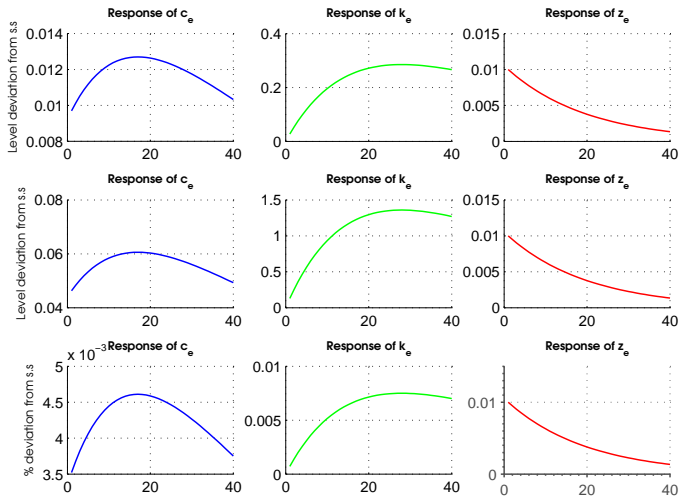 Response of c_e
Response of k_e
Response of z_e
Level deviation from s.s
0.014
0.012
0.01
0.008
0 20 40
0.4
0.2
0
0 20 40
0.015
0.01
0.005
0
0 20 40
Response of c_e
Response of k_e
Response of z_e
Level deviation from s.s
0.08
0.06
0.04
0 20 40
1.5
1
0.5
0
0 20 40
0.015
0.01
0.005
0
0 20 40
x 10^-3
Response of c_e
Response of k_e
Response of z_e
% deviation from s.s
5
4.5
4
3.5
0 20 40
0.01
0.005
0
0 20 40
0.01
0
0 20 40